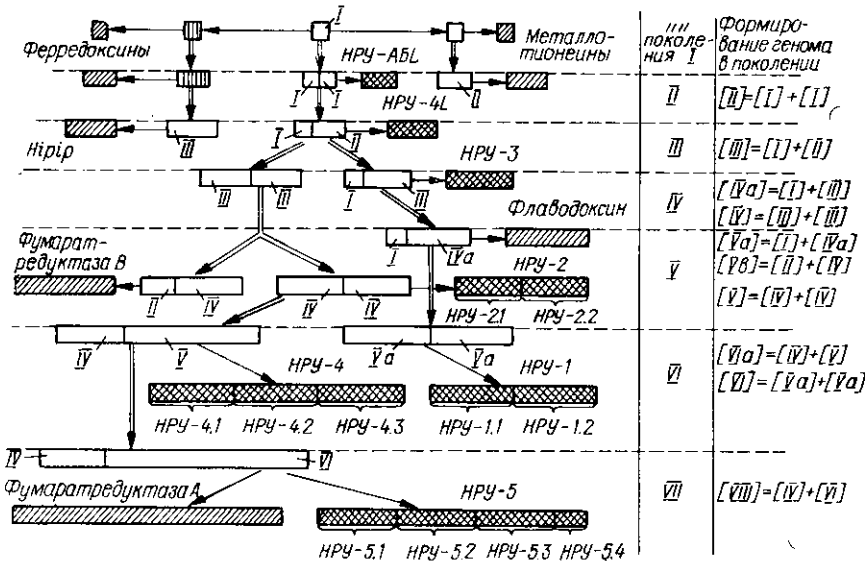 I
Ферредоксины
НРУ-АБL
Металло-
тионеины
"""
поколе-
ния I
Формиро-
вание генома
в поколении
I I
НРУ-4L
II
II
[II]=[I]+[I]
Hipip
III
I
II
НРУ-3
III
[III]=[I]+[II]
III III
I
III
Флаводоксин
IV
[IVa]=[I]+[III]
[IV]=[III]+[III]
Фумарат-
редуктаза В
I
IVa
НРУ-2
V
[Va]=[I]+[IVa]
[Vв]=[II]+[IV]
[V]=[IV]+[IV]
II IV
IV IV
НРУ-2.1 НРУ-2.2
IV V
НРУ-4
Va Va
НРУ-1
VI
[VIa]=[IV]+[V]
[VI]=[Va]+[Va]
НРУ-4.1 НРУ-4.2 НРУ-4.3
НРУ-1.1 НРУ-1.2
IV
VI
Фумаратредуктаза А
НРУ-5
VII
[VIII]=[IV]+[VI]
НРУ-5.1 НРУ-5.2 НРУ-5.3 НРУ-5.4